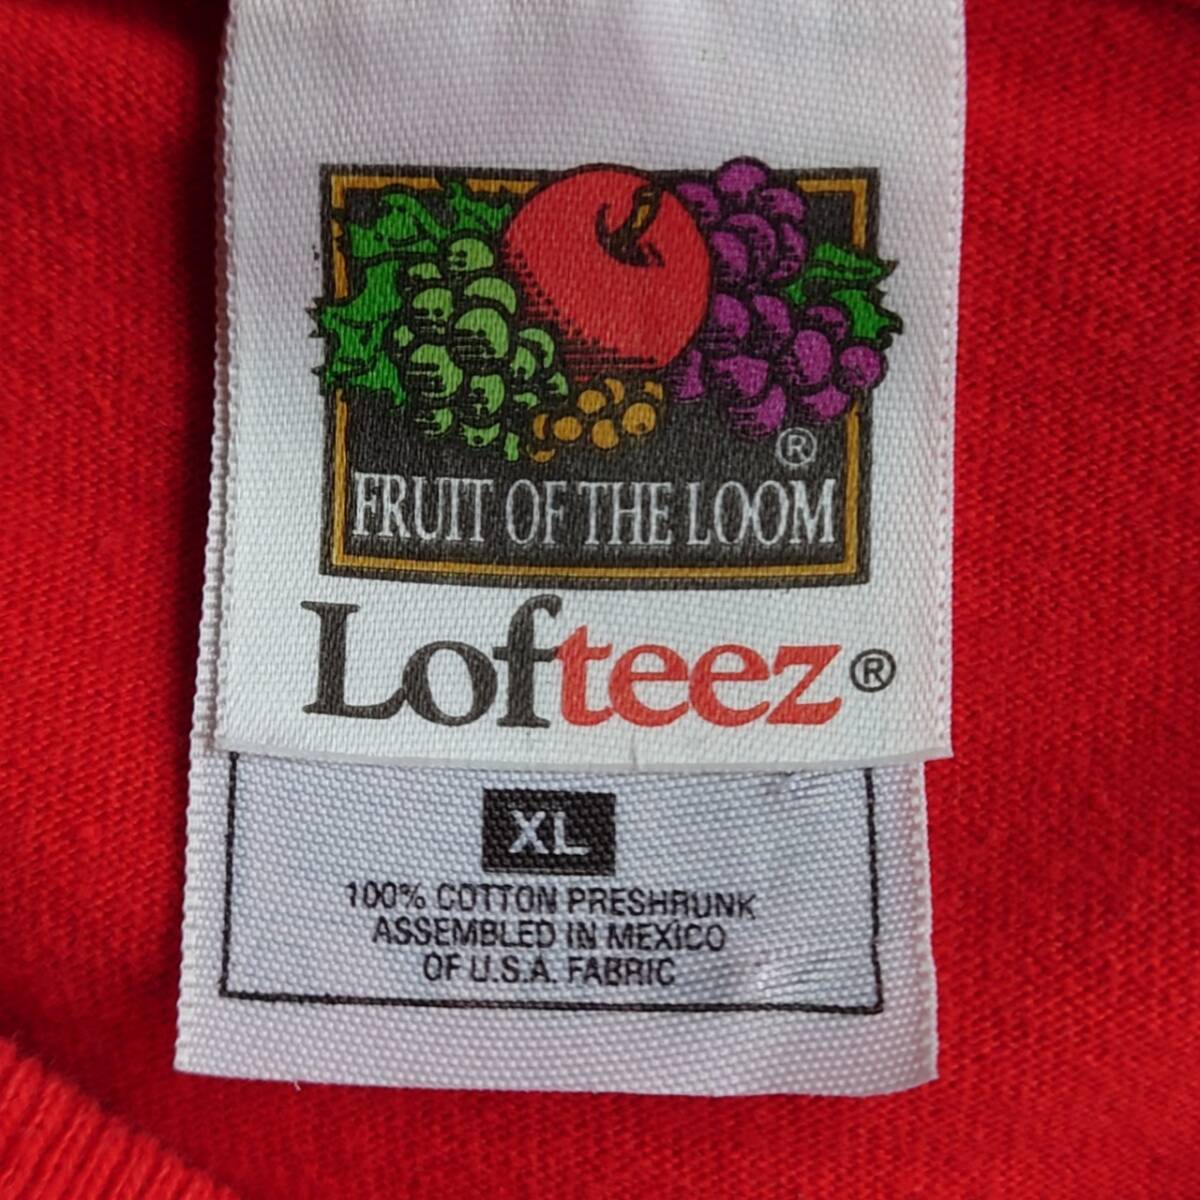 ®
FRUIT OF THE LOOM
Lofteez®
XL
100% COTTON PRESHRUNK
ASSEMBLED IN MEXICO
OF U.S.A. FABRIC